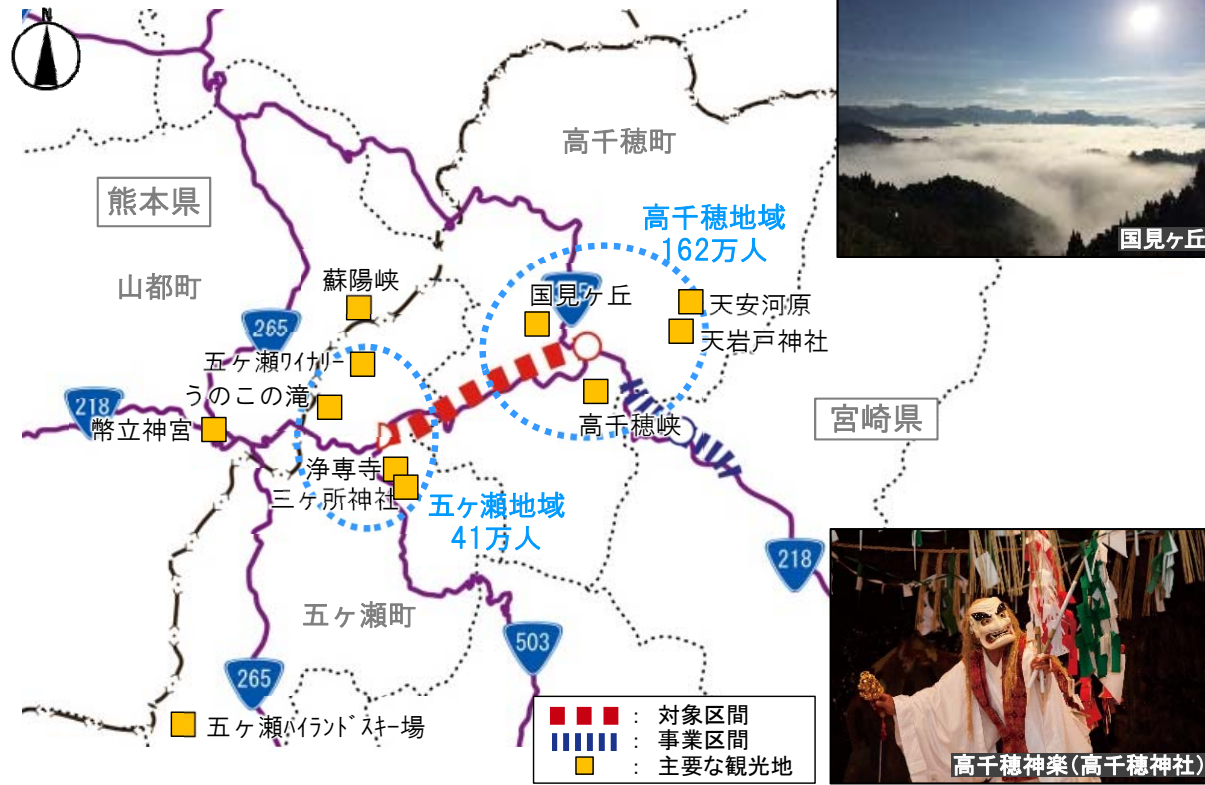 N
熊本県
山都町
高千穂町
高千穂地域
162万人
国見ヶ丘
蘇陽峡
国見ヶ丘
天安河原
天岩戸神社
265
五ヶ瀬ワイナリー
うのこの滝
218
幣立神宮
高千穂峡
宮崎県
浄専寺
三ヶ所神社
五ヶ瀬地域
41万人
218
五ヶ瀬町
503
265
五ヶ瀬ハイランドスキー場
： 対象区間
： 事業区間
： 主要な観光地
高千穂神楽(高千穂神社)